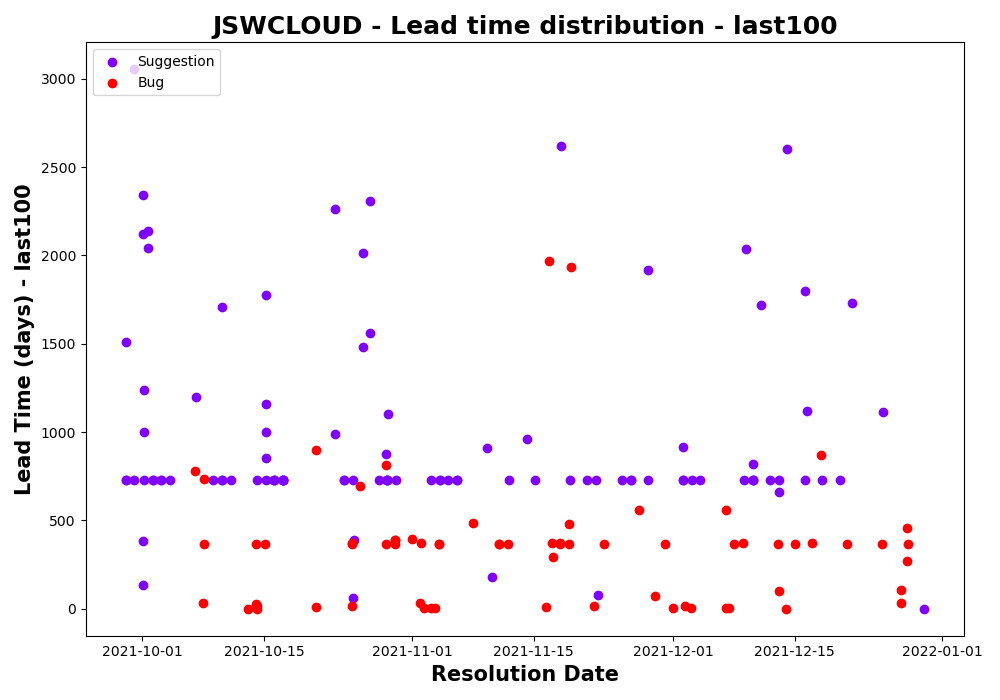 JSWCLOUD - Lead time distribution - last100
Suggestion
Bug
Lead Time (days) - last100
3000
2500
2000
1500
1000
500
0
2021-10-01
2021-10-15
2021-11-01
2021-11-15
2021-12-01
2021-12-15
2022-01-01
Resolution Date